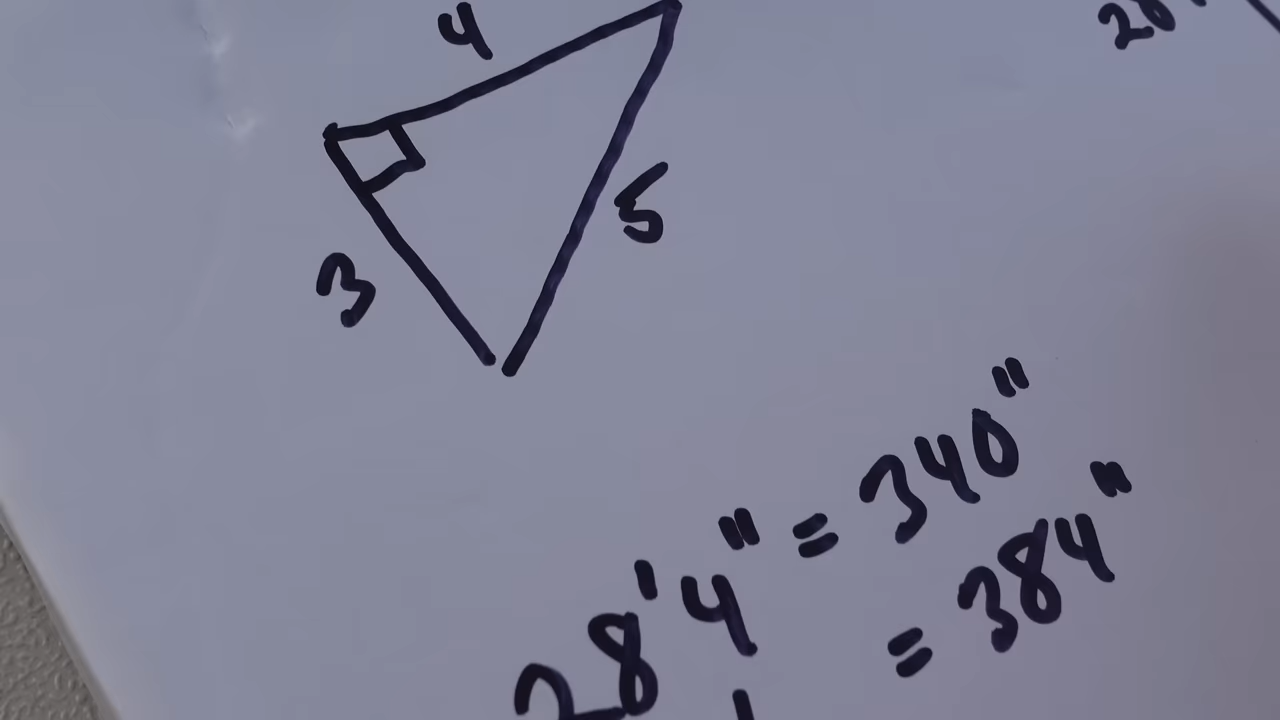 4
3
5
28'4" = 340"
= 384"